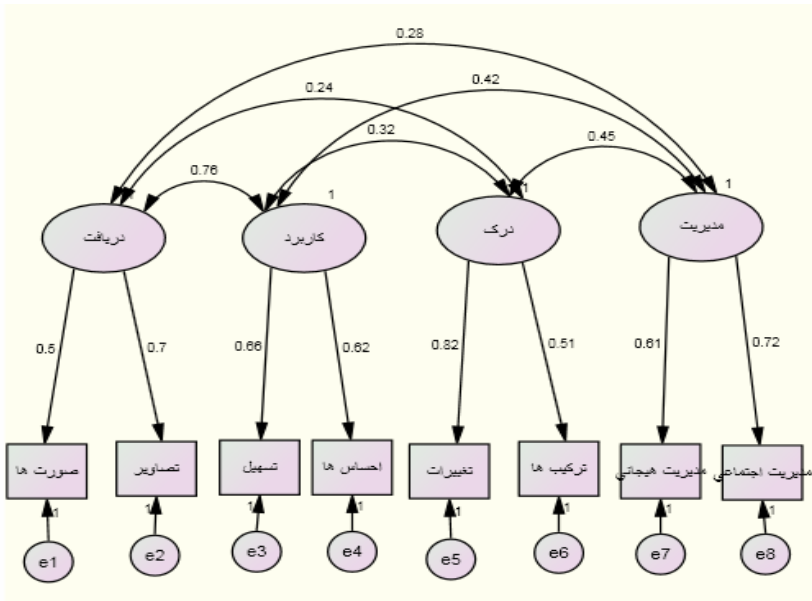 0.28
0.24
0.42
0.32
0.45
0.76
1
1
1
دریافت
کاربرد
درک
مدیریت
0.5
0.7
0.66
0.62
0.82
0.51
0.61
0.72
صورت ها
تصاویر
تسهیل
احساس ها
تغییرات
ترکیب ها
مدیریت هیجاني
مدیریت اجتماعي
1
1
1
1
1
1
1
1
e1
e2
e3
e4
e5
e6
e7
e8